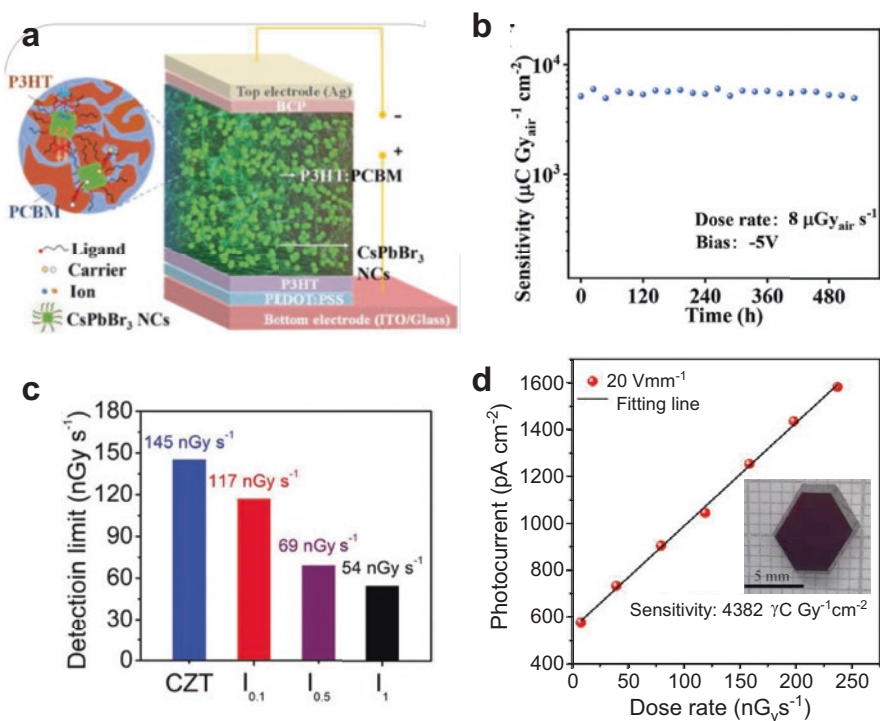 a
P3HT
PCBM
Ligand
Carrier
Ion
CsPbBr₃ NCs
Top electrode (Ag)
BCP
P3HT:PCBM
CsPbBr₃
NCs
P3HT
PEDOT:PSS
Bottom electrode (ITO/Glass)
-
+
b
Sensitivity (μC Gyair⁻¹ cm⁻²)
10⁴
10³
Dose rate: 8 μGyair s⁻¹
Bias: -5V
0 120 240 360 480
Time (h)
c
Detectioin limit (nGy s⁻¹)
180
150
120
90
60
30
0
145 nGy s⁻¹
117 nGy s⁻¹
69 nGy s⁻¹
54 nGy s⁻¹
CZT I0.1 I0.5 I1
d
Photocurrent (pA cm⁻²)
1600
1400
1200
1000
800
600
400
20 Vmm⁻¹
Fitting line
5 mm
Sensitivity: 4382 γC Gy⁻¹cm⁻²
0 50 100 150 200 250
Dose rate (nGys⁻¹)